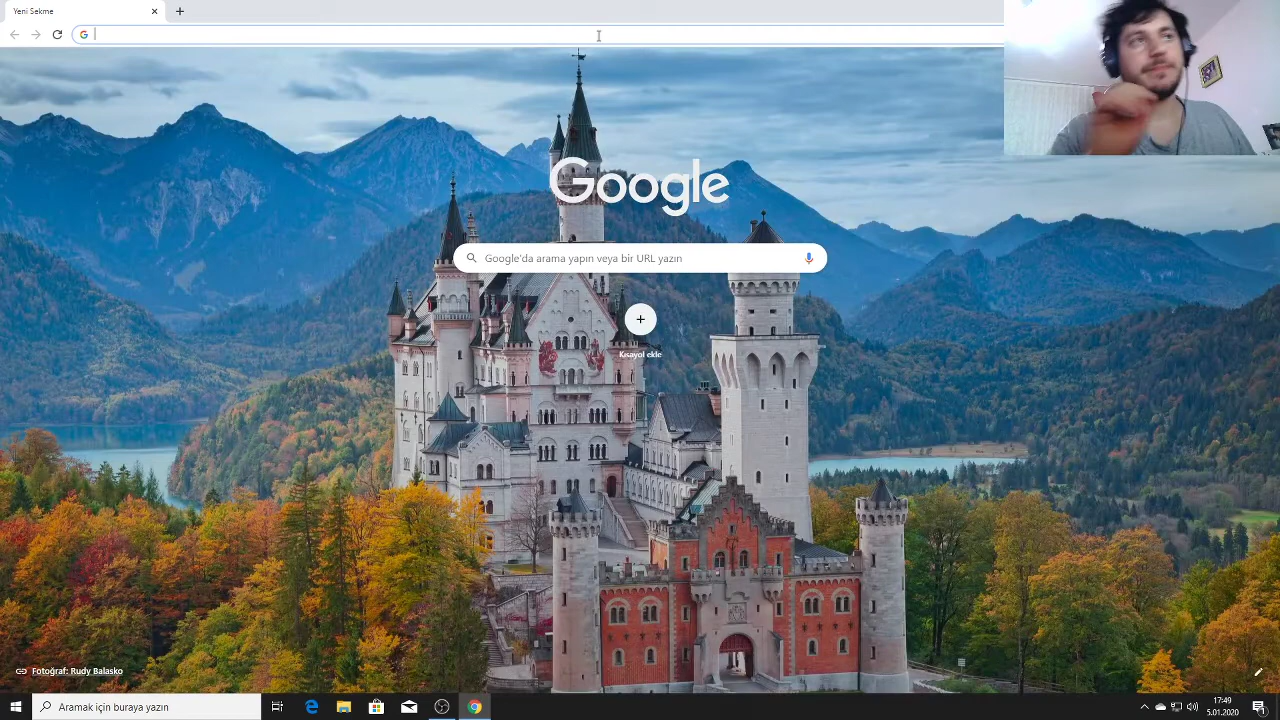 Yeni Sekme
Google
Google'da arama yapın veya bir URL yazın
Kısayol ekle
Fotoğraf: Rudy Balasko
Aramak için buraya yazın
17:49
5.01.2020